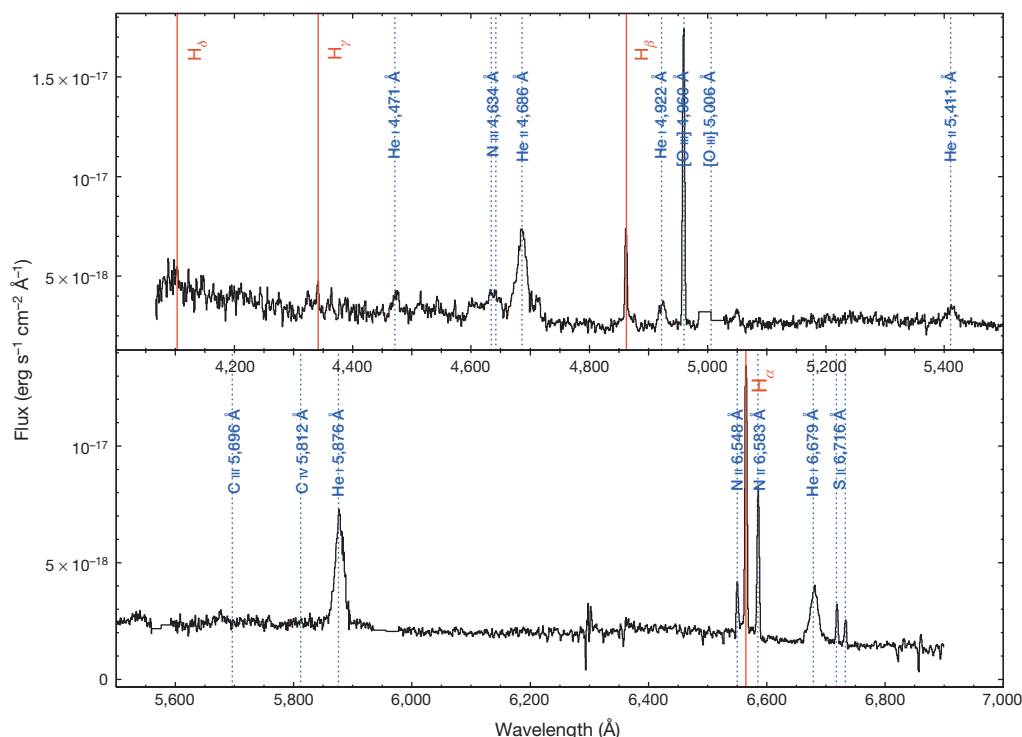 H_δ
H_γ
H_β
He I 4,471 Å
N III 4,634 Å
He II 4,686 Å
He I 4,922 Å
[O III] 4,960 Å
[O III] 5,006 Å
He II 5,411 Å
1.5 × 10⁻¹⁷
10⁻¹⁷
5 × 10⁻¹⁸
4,200 4,400 4,600 4,800 5,000 5,200 5,400
Flux (erg s⁻¹ cm⁻² Å⁻¹)
H_α
C III 5,696 Å
C IV 5,812 Å
He I 5,876 Å
N II 6,548 Å
N II 6,583 Å
He I 6,679 Å
S II 6,716 Å
10⁻¹⁷
5 × 10⁻¹⁸
0
5,600 5,800 6,000 6,200 6,400 6,600 6,800 7,000
Wavelength (Å)